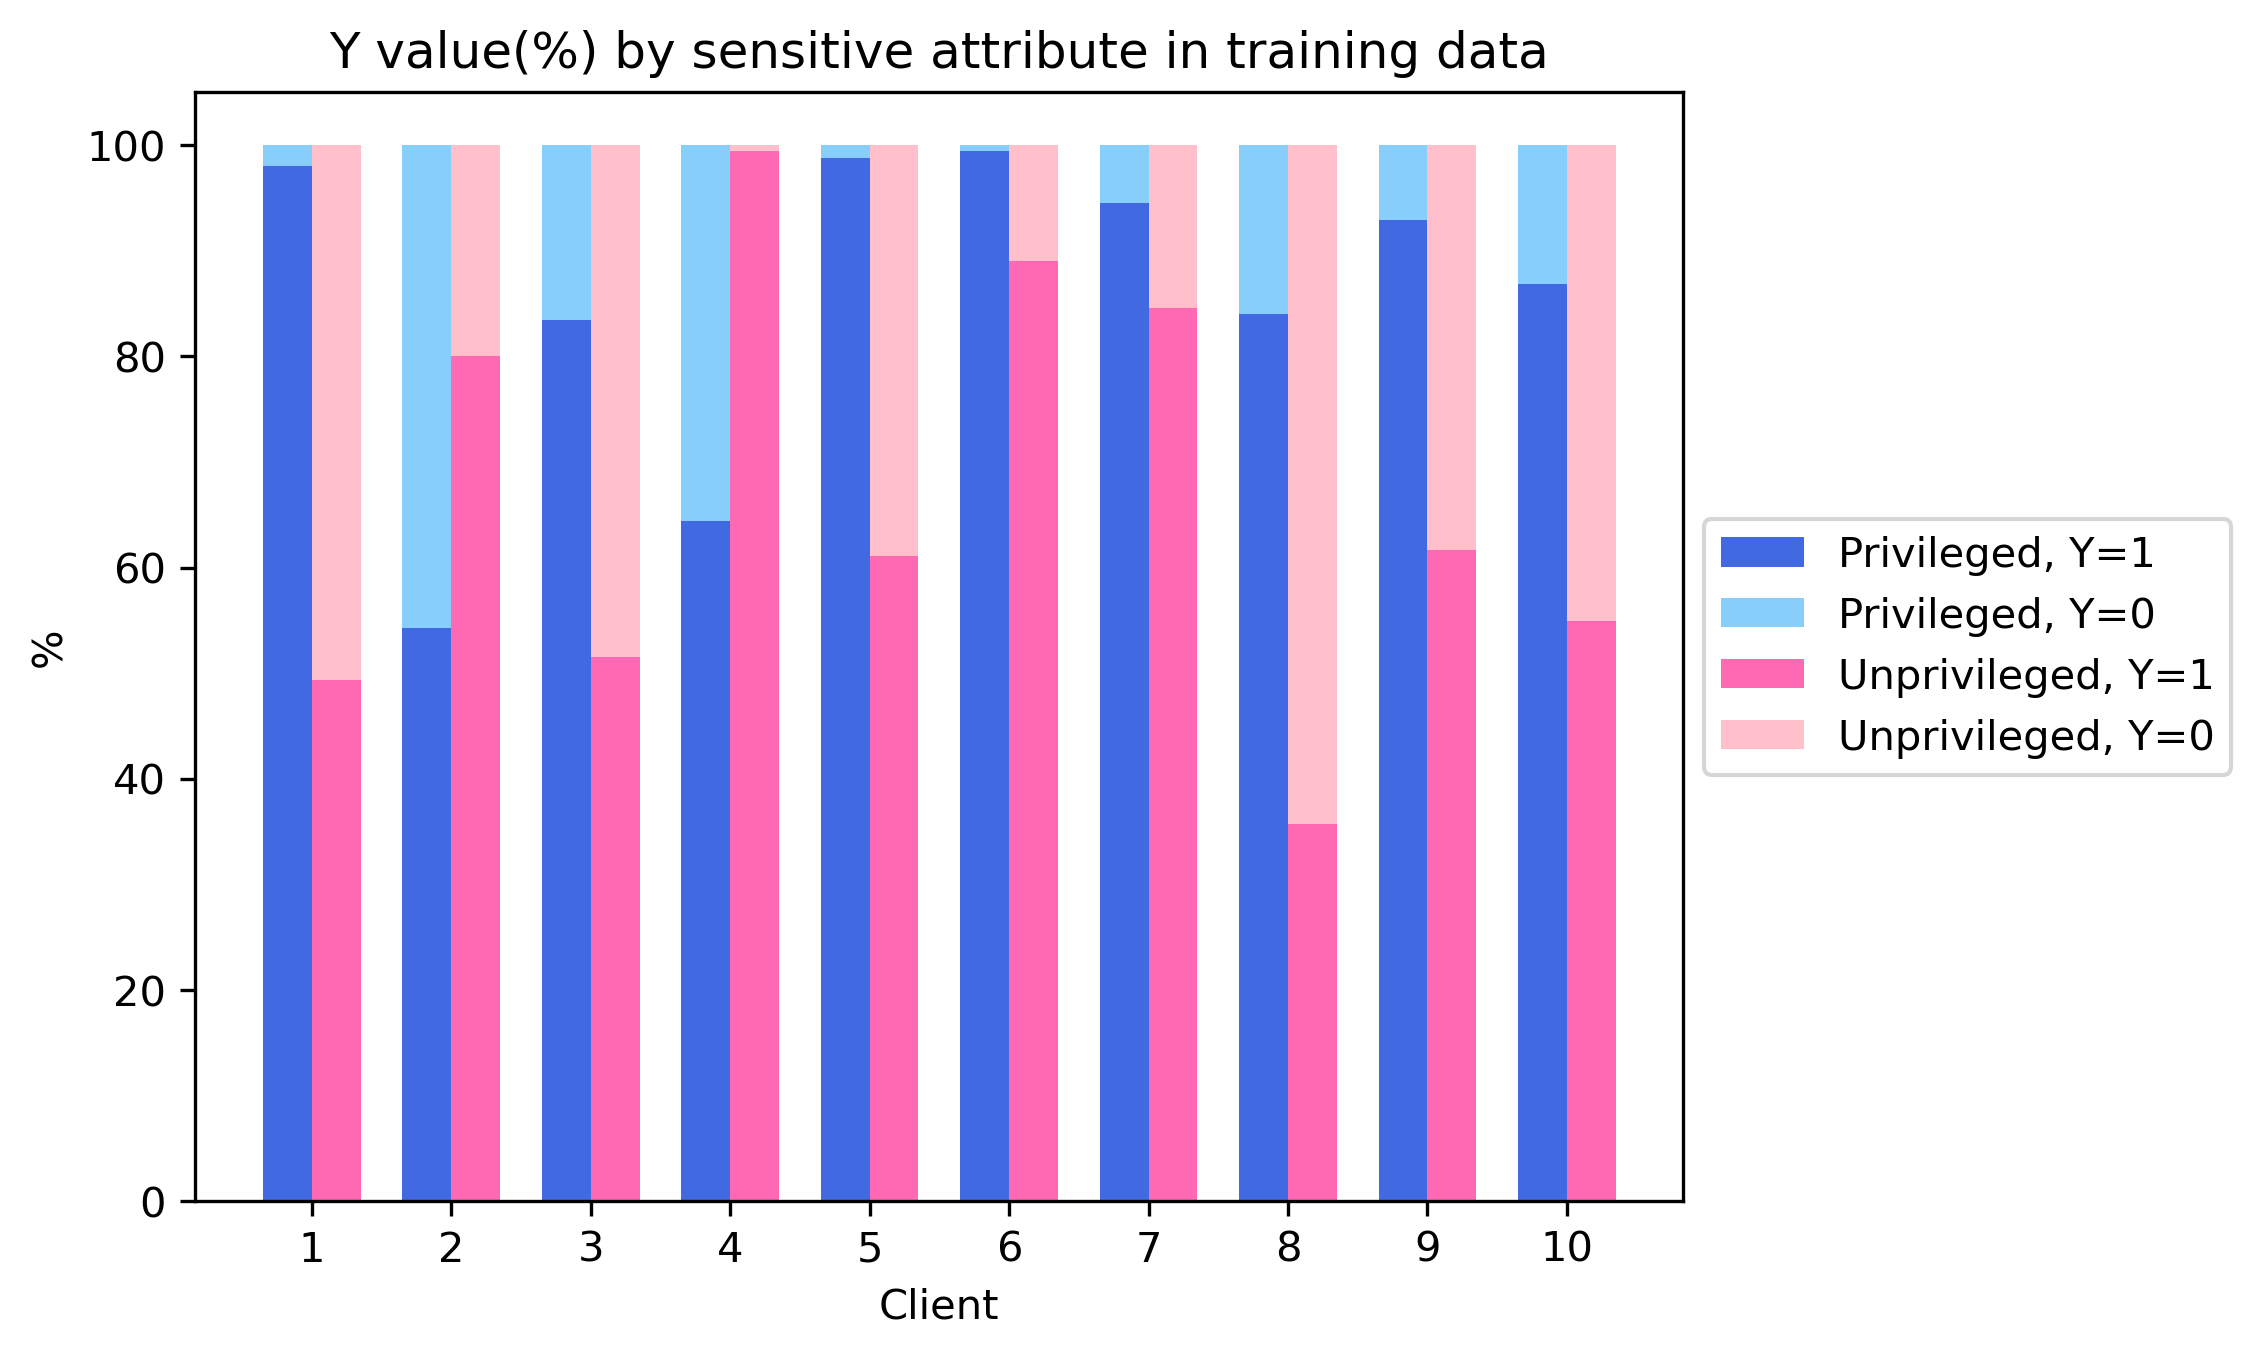 Y value(%) by sensitive attribute in training data
100
80
60
40
20
0
%
1 2 3 4 5 6 7 8 9 10
Client
Privileged, Y=1
Privileged, Y=0
Unprivileged, Y=1
Unprivileged, Y=0